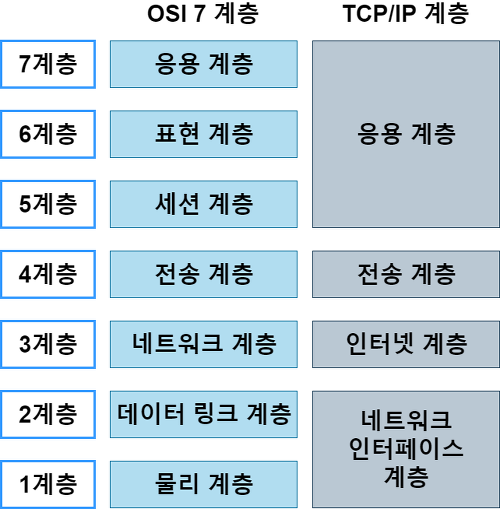 OSI 7 계층 TCP/IP 계층
7계층 응용 계층 응용 계층
6계층 표현 계층
5계층 세션 계층
4계층 전송 계층 전송 계층
3계층 네트워크 계층 인터넷 계층
2계층 데이터 링크 계층 네트워크
인터페이스
계층
1계층 물리 계층